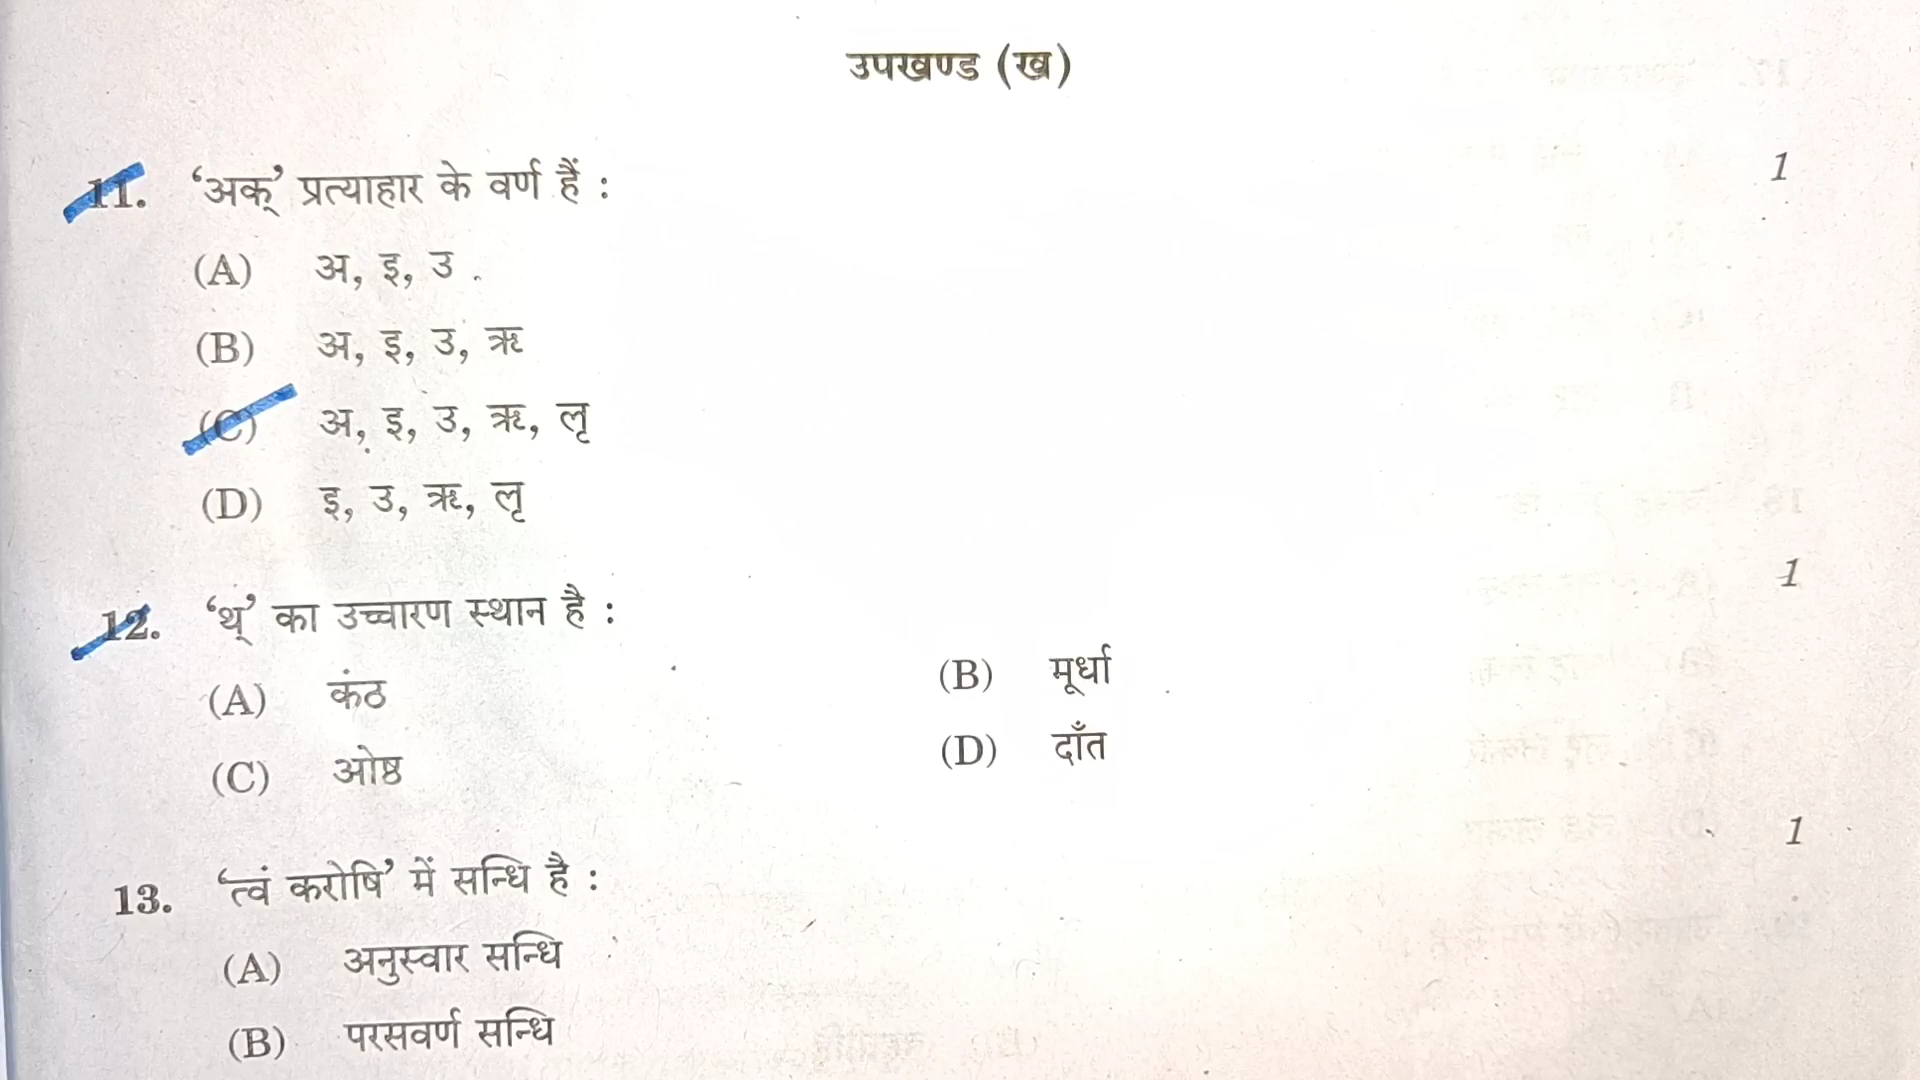 उपखण्ड (ख)
11. ‘अक्’ प्रत्याहार के वर्ण हैं : 1
(A) अ, इ, उ
(B) अ, इ, उ, ऋ
(C) अ, इ, उ, ऋ, लृ
(D) इ, उ, ऋ, लृ
12. ‘थ्’ का उच्चारण स्थान है : 1
(A) कंठ (B) मूर्धा
(C) ओष्ठ (D) दाँत
13. ‘त्वं करोषि’ में सन्धि है : 1
(A) अनुस्वार सन्धि
(B) परसवर्ण सन्धि